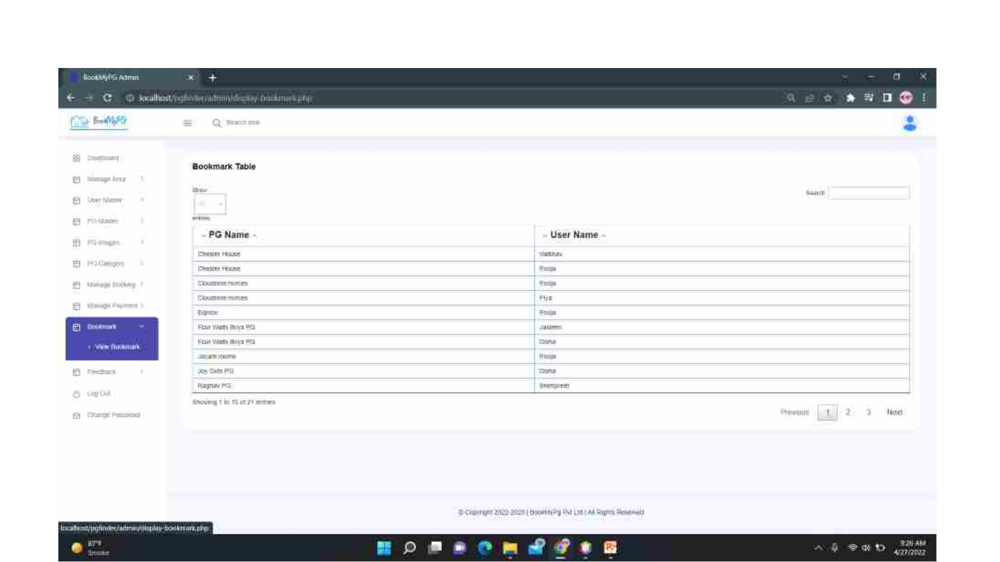 BookMyPG Admin
localhost/pgfinder/admin/display-bookmark.php
BookMyPG
Search now
Dashboard
Manage Area
User Master
PG Master
PG Images
PG Category
Manage Booking
Manage Payment
Bookmark
View Bookmark
Feedback
Log Out
Change Password
Bookmark Table
Show
10
entries
Search:
PG Name User Name
Chester House Vaibhav
Chester House Pooja
Cloudnine homes Pooja
Cloudnine homes Piya
Eqinox Pooja
Four Walls Boys PG Jasleen
Four Walls Boys PG Disha
Jayam rooms Pooja
Joy Girls PG Disha
Raghav PG Snehpreet
Showing 1 to 10 of 21 entries
Previous 1 2 3 Next
© Copyright 2022-2023 | BookMyPg Pvt Ltd | All Rights Reserved
localhost/pgfinder/admin/display-bookmark.php
87°F
Smoke
9:26 AM
4/27/2022